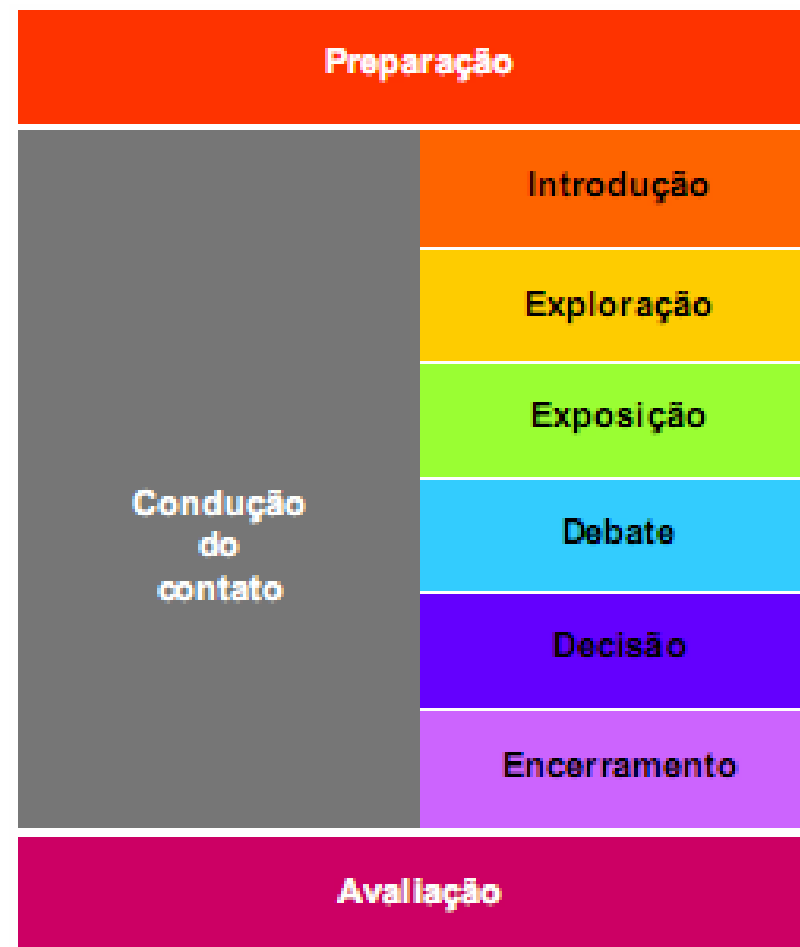 Preparação
Introdução
Exploração
Exposição
Condução
do
contato
Debate
Decisão
Encerramento
Avaliação